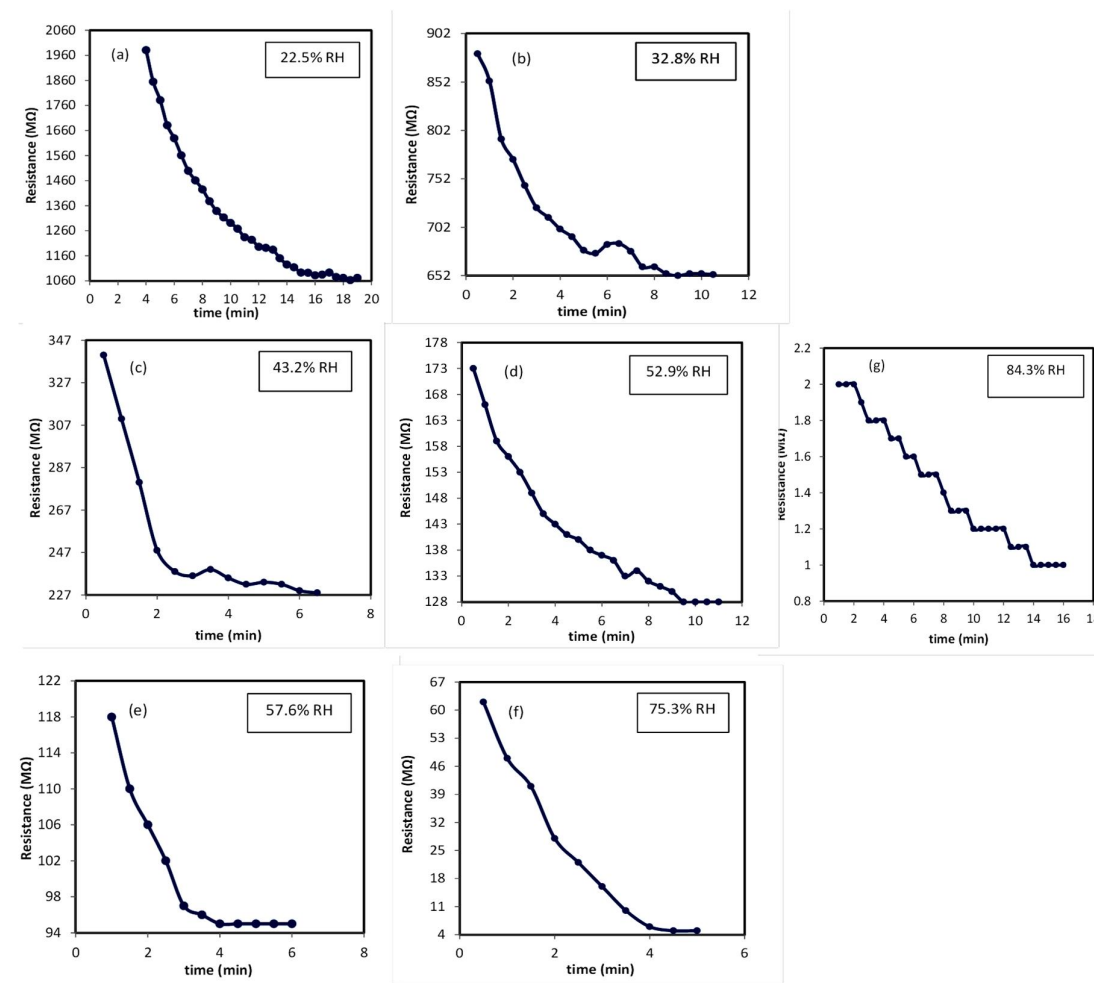 (a)
22.5% RH
Resistance (MΩ)
2060
1960
1860
1760
1660
1560
1460
1360
1260
1160
1060
0 2 4 6 8 10 12 14 16 18 20
time (min)
(b)
32.8% RH
Resistance (MΩ)
902
852
802
752
702
652
0 2 4 6 8 10 12
time (min)
(c)
43.2% RH
Resistance (MΩ)
347
327
307
287
267
247
227
0 2 4 6 8
time (min)
(d)
52.9% RH
Resistance (MΩ)
178
173
168
163
158
153
148
143
138
133
128
0 2 4 6 8 10 12
time (min)
(g)
84.3% RH
Resistance (MΩ)
2.2
2
1.8
1.6
1.4
1.2
1
0.8
0 2 4 6 8 10 12 14 16 18
time (min)
(e)
57.6% RH
Resistance (MΩ)
122
118
114
110
106
102
98
94
0 2 4 6 8
time (min)
(f)
75.3% RH
Resistance (MΩ)
67
60
53
46
39
32
25
18
11
4
0 2 4 6
time (min)